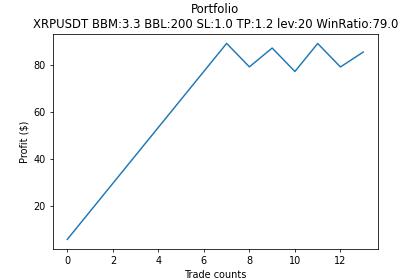 Portfolio
XRPUSDT BBM:3.3 BBL:200 SL:1.0 TP:1.2 lev:20 WinRatio:79.0
Profit ($)
80
60
40
20
0 2 4 6 8 10 12
Trade counts